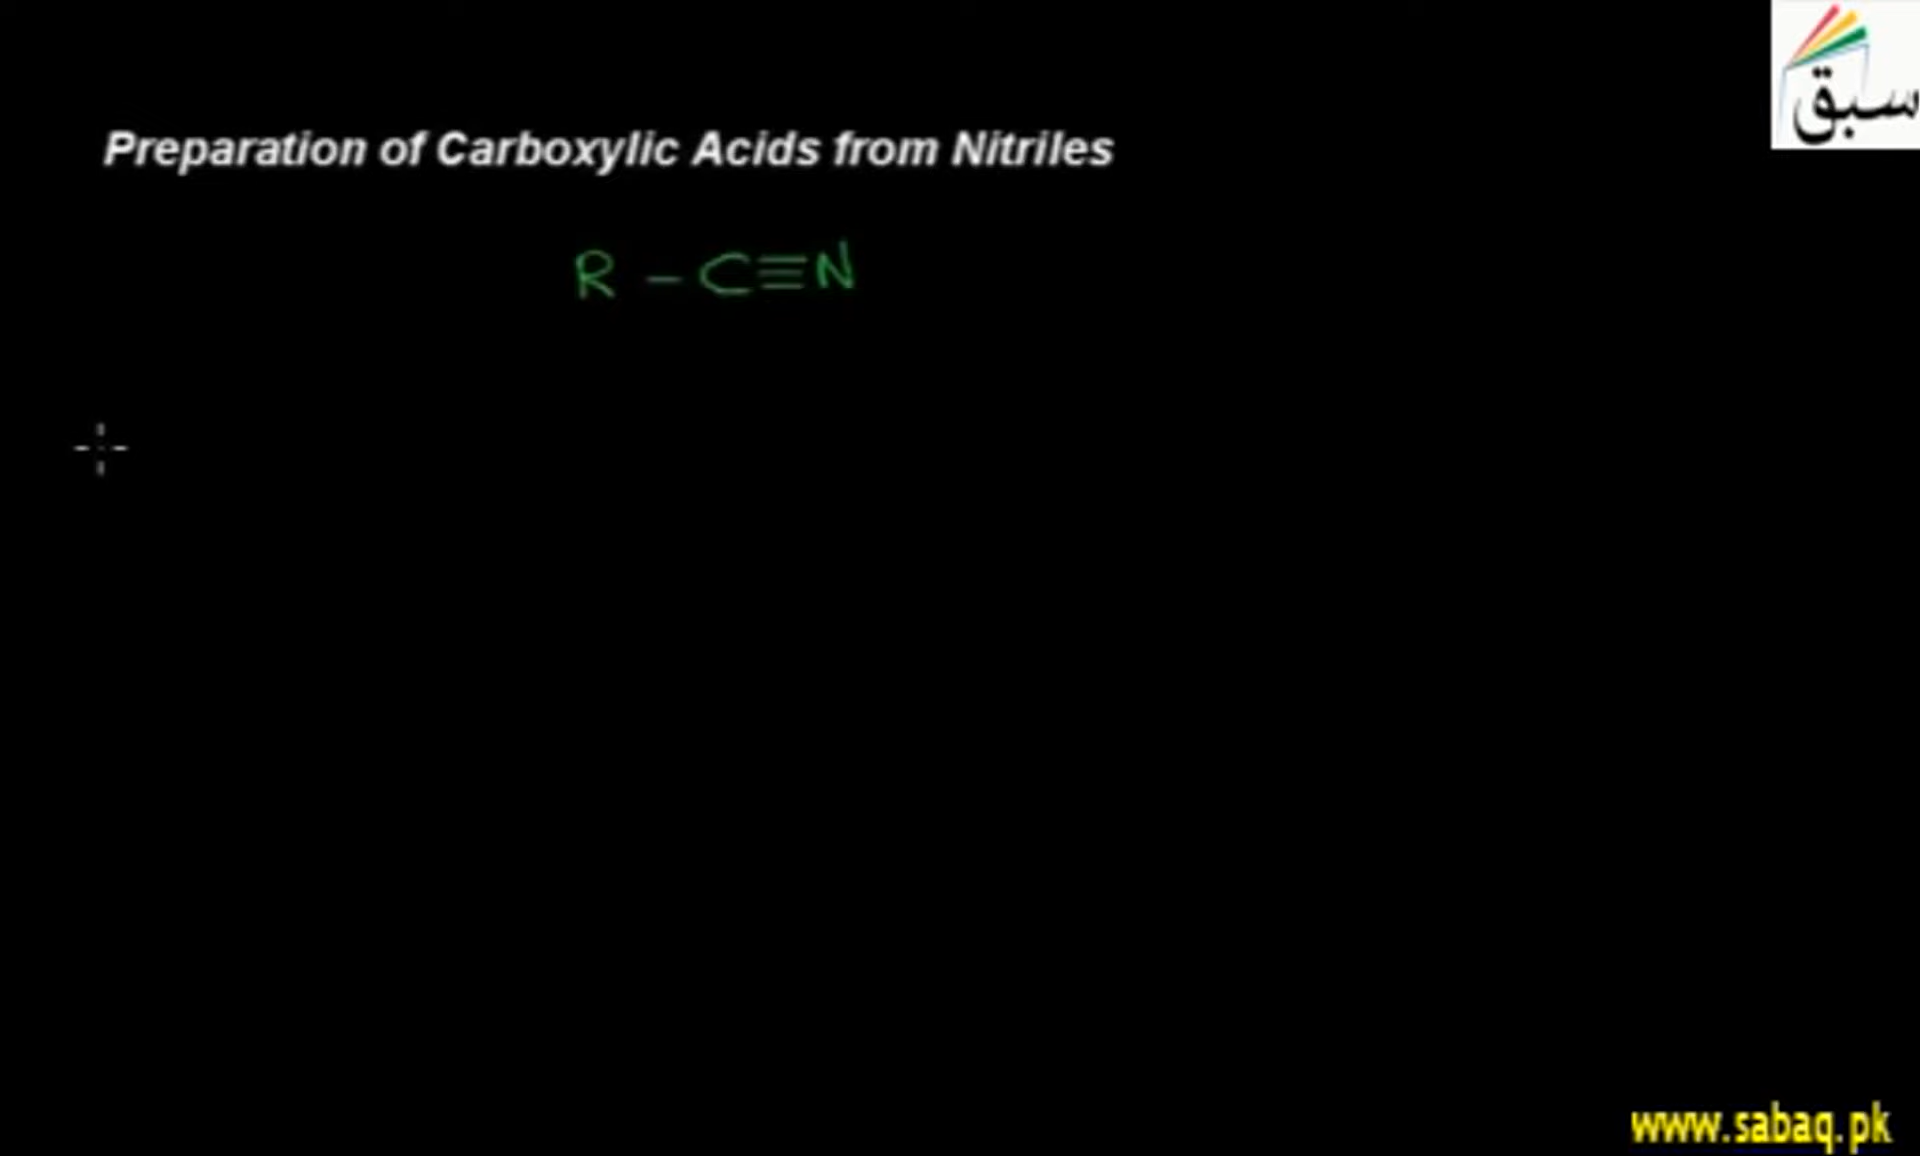 سبق
Preparation of Carboxylic Acids from Nitriles
R - C≡N
www.sabaq.pk